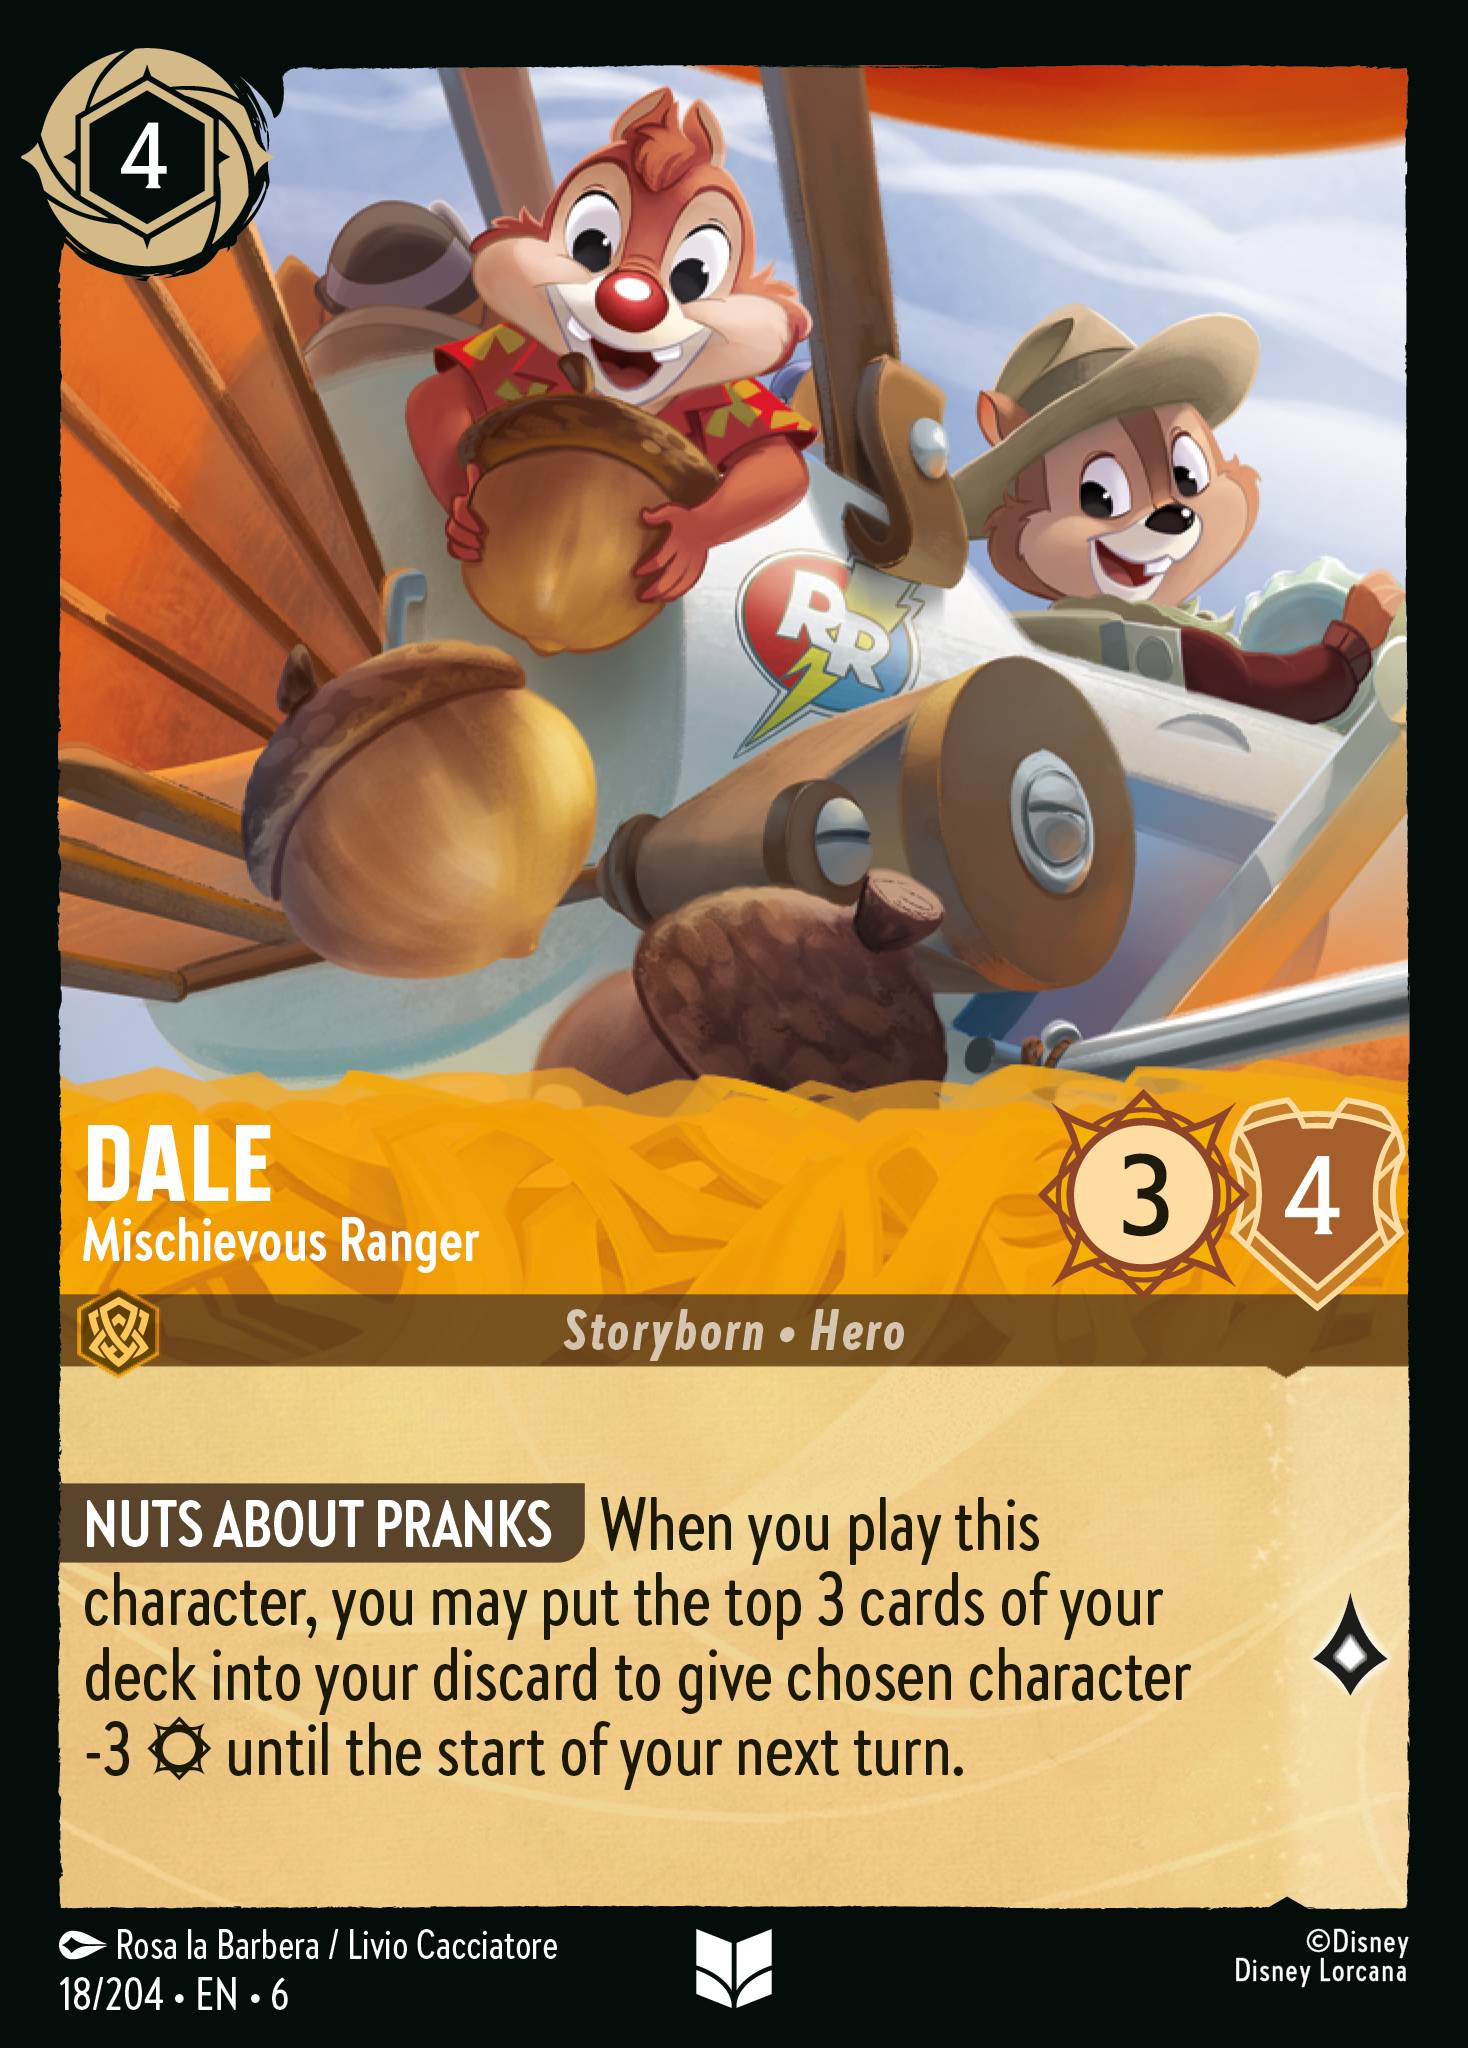 4
RR
DALE
Mischievous Ranger
3
4
Storyborn • Hero
NUTS ABOUT PRANKS When you play this
character, you may put the top 3 cards of your
deck into your discard to give chosen character
-3 until the start of your next turn.
Rosa la Barbera / Livio Cacciatore
18/204 • EN • 6
©Disney
Disney Lorcana